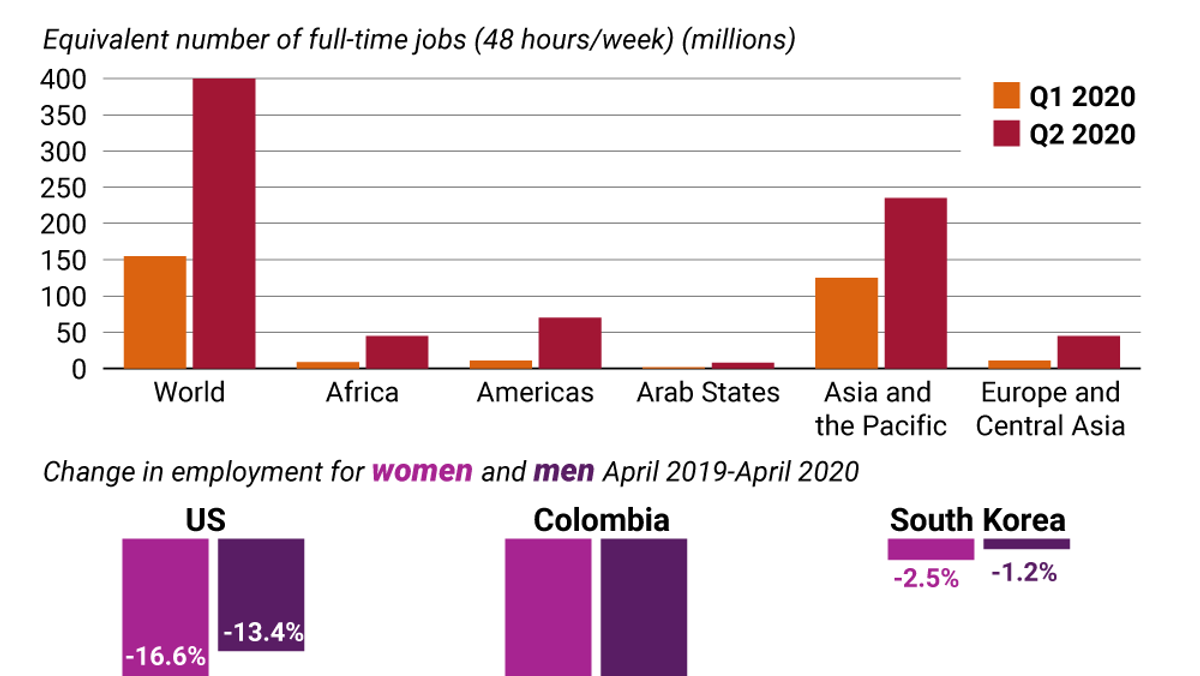 Equivalent number of full-time jobs (48 hours/week) (millions)
400
350
300
250
200
150
100
50
0
Q1 2020
Q2 2020
World
Africa
Americas
Arab States
Asia and
the Pacific
Europe and
Central Asia
Change in employment for women and men April 2019-April 2020
US
Colombia
South Korea
-16.6%
-13.4%
-2.5%
-1.2%